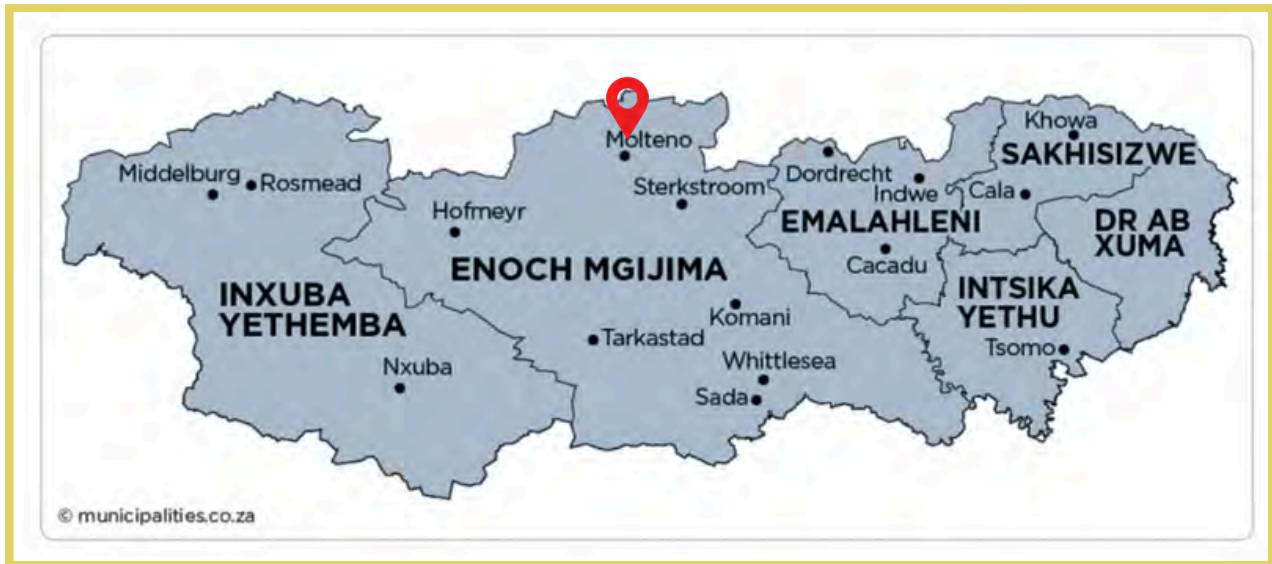 Molteno
Khowa
SAKHISIZWE
Middelburg
Rosmead
Dordrecht
Indwe
Cala
Sterkstroom
Hofmeyr
EMALAHLENI
DR AB
XUMA
ENOCH MGIJIMA
Cacadu
INXUBA
YETHEMBA
INTSIKA
YETHU
Komani
Tarkastad
Tsomo
Nxuba
Whittlesea
Sada
© municipalities.co.za